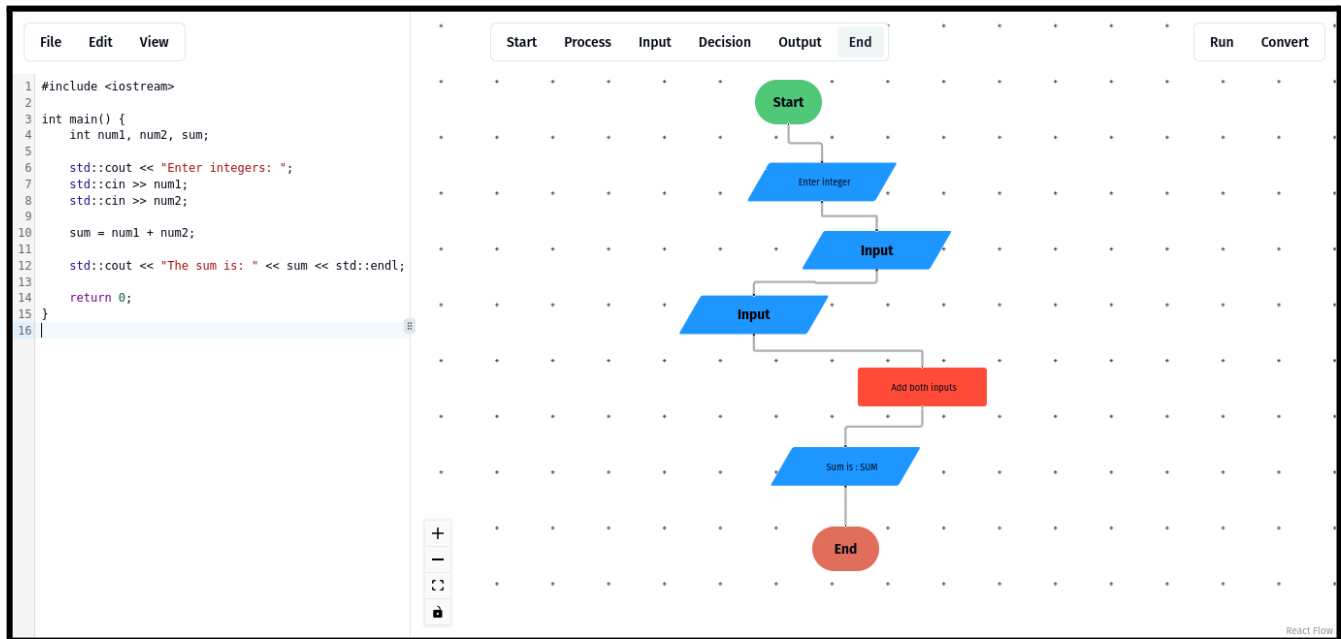 File Edit View
Start Process Input Decision Output End
Run Convert
1 #include <iostream>
2
3 int main() {
4     int num1, num2, sum;
5
6     std::cout << "Enter integers: ";
7     std::cin >> num1;
8     std::cin >> num2;
9
10     sum = num1 + num2;
11
12     std::cout << "The sum is: " << sum << std::endl;
13
14     return 0;
15 }
16
Start
Enter integer
Input
Input
Add both inputs
Sum is : SUM
End
React Flow